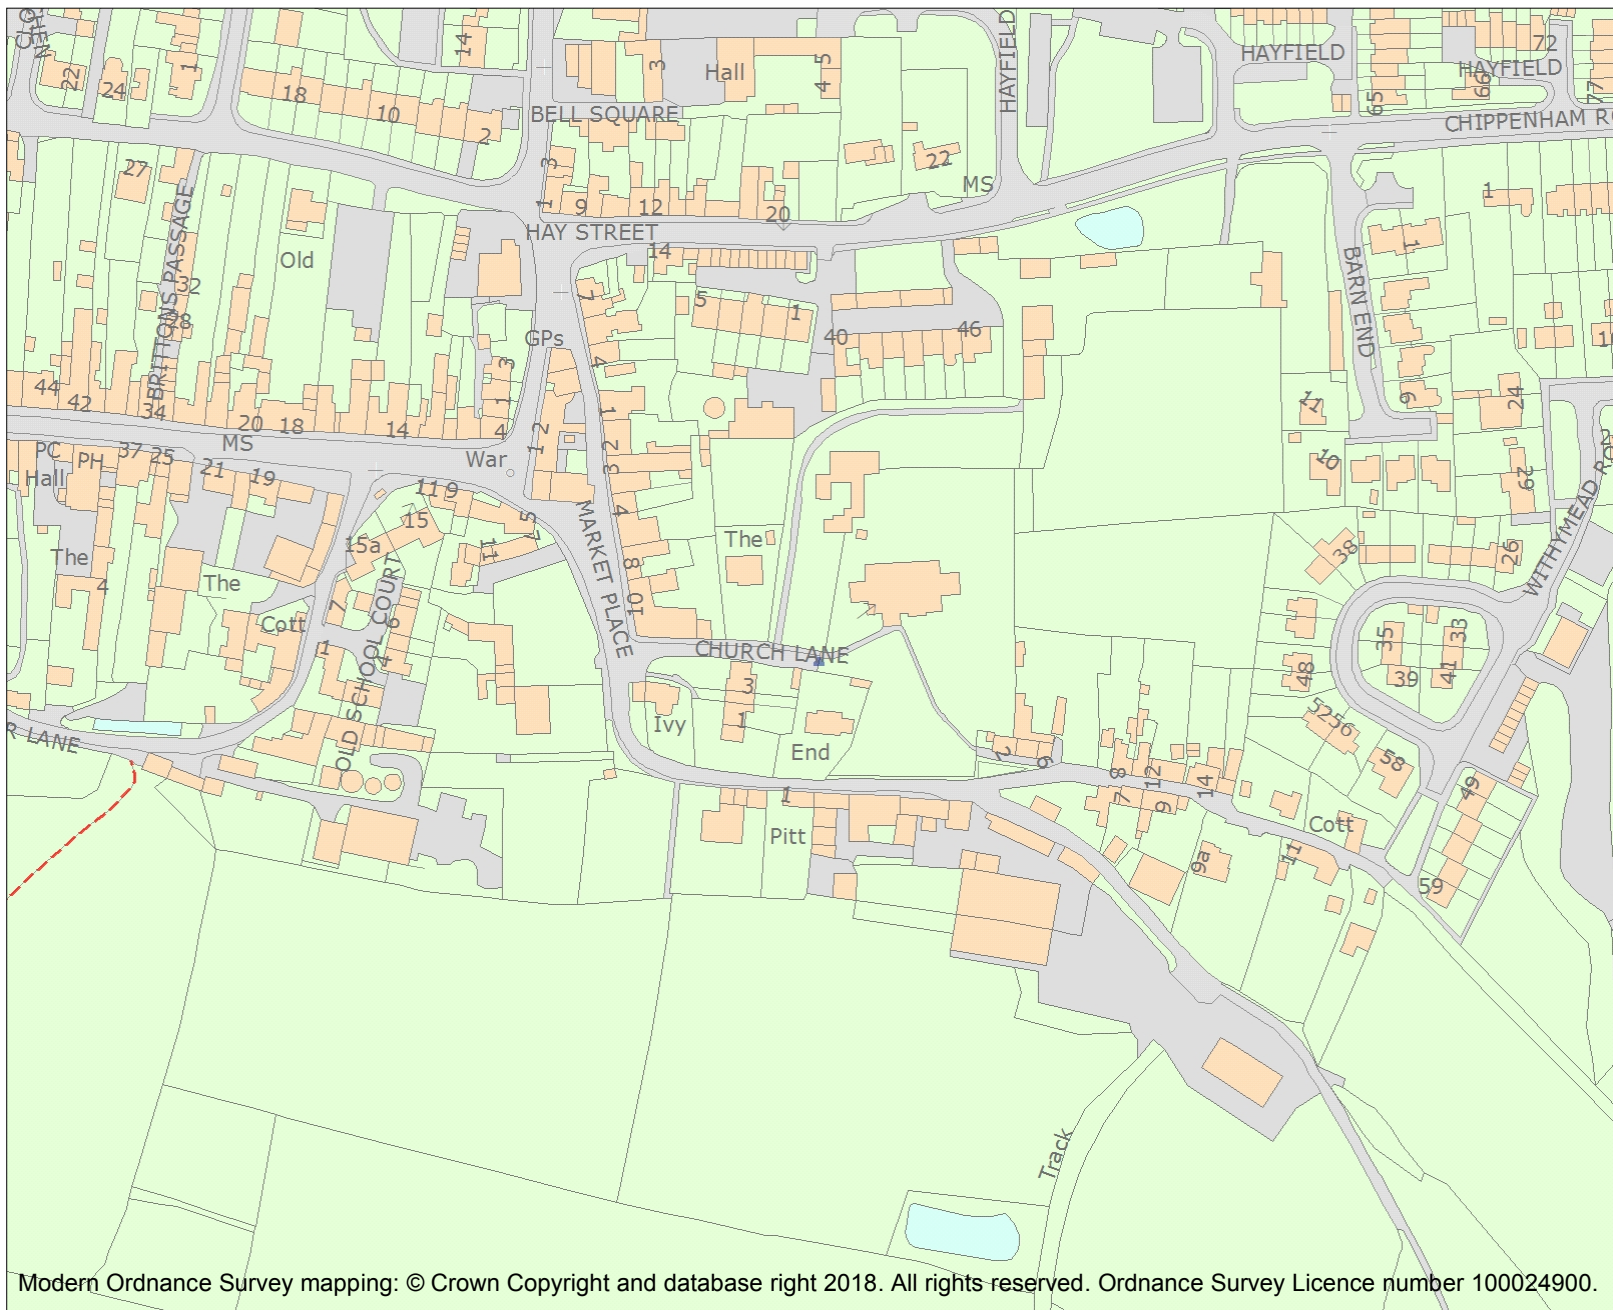 22
24
1
18
10
2
14
3
Hall
4 5
HAYFIELD
HAYFIELD
HAYFIELD
72
66
65
77
BELL SQUARE
CHIPPENHAM R
27
BRITTONS PASSAGE
32
28
Old
3
1
9
12
20
22
MS
HAY STREET
14
1
1
BARN END
7
5
1
40
46
GPs
4
3
1
44
42
34
20
18
MS
14
4
War
2
1
1
2
3
4
8
10
11
10
9
24
29
26
2
PC
PH
Hall
37
25
21
19
11
9
15
15a
5
7
11
MARKET PLACE
The
38
WITHYMEAD RO
The
4
The
Cott
7
1
OLD SCHOOL COURT
6
4
CHURCH LANE
3
1
Ivy
End
35
33
39
41
48
52
56
58
R LANE
2
6
8
7
12
9
14
49
Cott
1
Pitt
9a
11
59
Track
Modern Ordnance Survey mapping: © Crown Copyright and database right 2018. All rights reserved. Ordnance Survey Licence number 100024900.